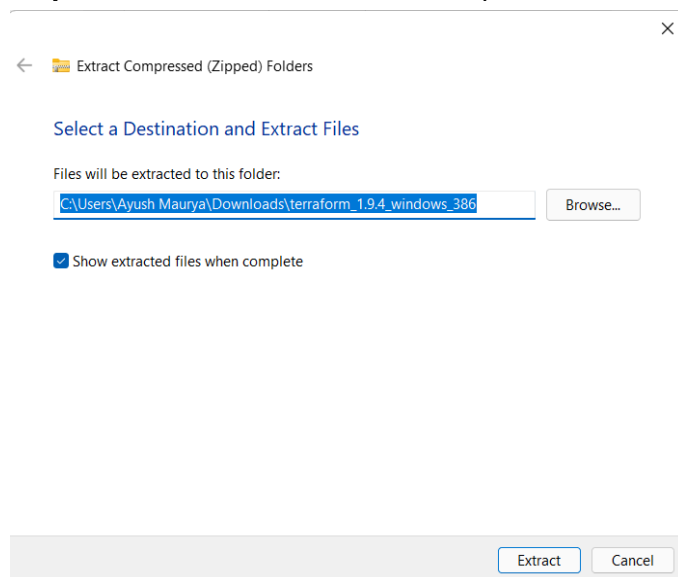 Extract Compressed (Zipped) Folders
Select a Destination and Extract Files
Files will be extracted to this folder:
C:\Users\Ayush Maurya\Downloads\terraform_1.9.4_windows_386
Browse...
Show extracted files when complete
Extract
Cancel